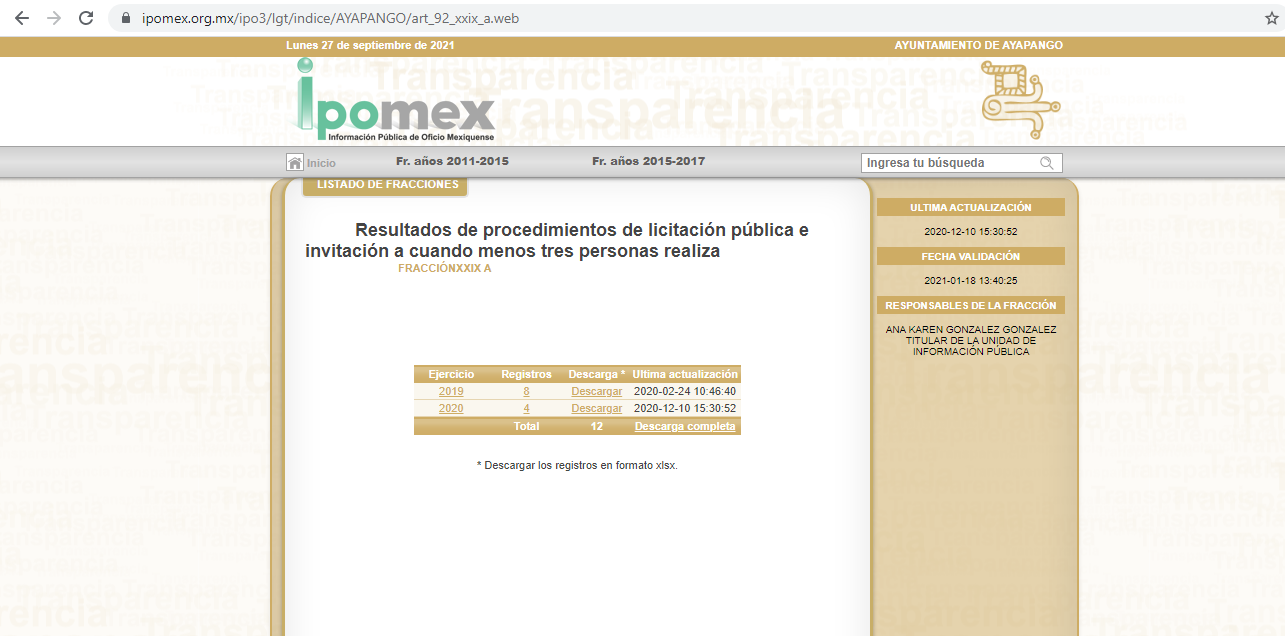 ipomex.org.mx/ipo3/lgt/indice/AYAPANGO/art_92_xxix_a.web
Lunes 27 de septiembre de 2021
AYUNTAMIENTO DE AYAPANGO
ipomex
Información Pública de Oficio Mexiquense
Transparencia
Inicio
Fr. años 2011-2015
Fr. años 2015-2017
Ingresa tu búsqueda
LISTADO DE FRACCIONES
Resultados de procedimientos de licitación pública e
invitación a cuando menos tres personas realiza
FRACCIÓNXXIX A
Ejercicio Registros Descarga * Ultima actualización
2019 8 Descargar 2020-02-24 10:46:40
2020 4 Descargar 2020-12-10 15:30:52
Total 12 Descarga completa
* Descargar los registros en formato xlsx.
ULTIMA ACTUALIZACIÓN
2020-12-10 15:30:52
FECHA VALIDACIÓN
2021-01-18 13:40:25
RESPONSABLES DE LA FRACCIÓN
ANA KAREN GONZALEZ GONZALEZ
TITULAR DE LA UNIDAD DE
INFORMACIÓN PÚBLICA